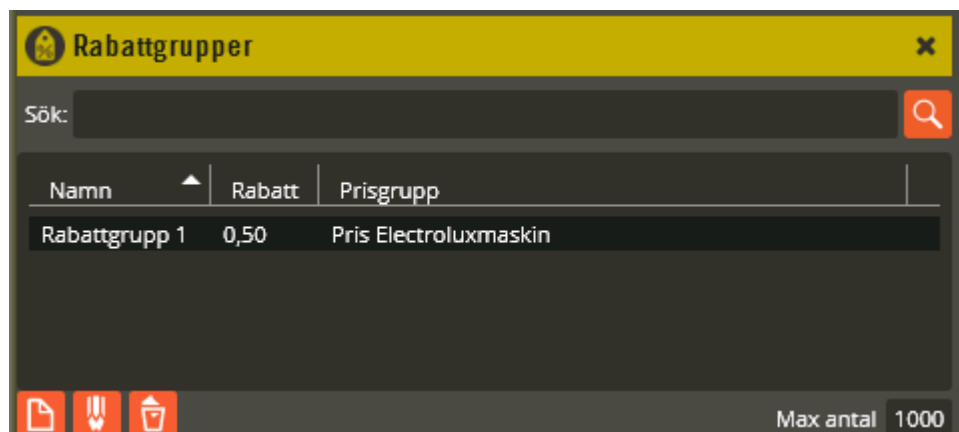 Rabattgrupper
Sök:
Namn Rabatt Prisgrupp
Rabattgrupp 1 0,50 Pris Electroluxmaskin
Max antal 1000